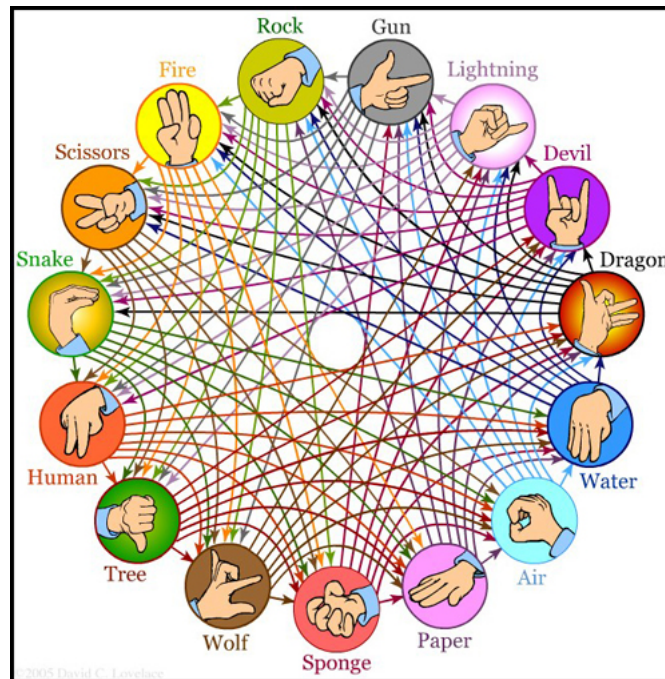 Rock
Gun
Fire
Lightning
Scissors
Devil
Snake
Dragon
Human
Water
Tree
Air
Wolf
Paper
Sponge
©2005 David C. Lovelace